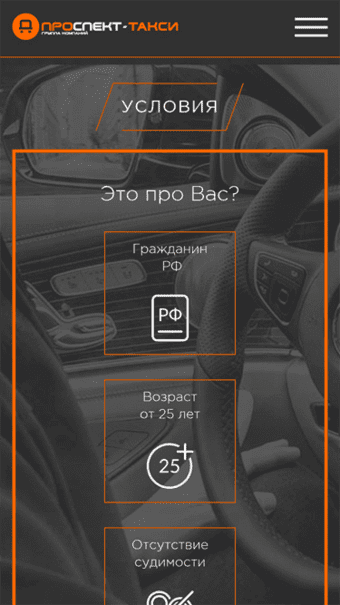 ПРОСПЕКТ-ТАКСИ
ГРУППА КОМПАНИЙ
УСЛОВИЯ
Это про Вас?
Гражданин
РФ
РФ
Возраст
от 25 лет
25+
Отсутствие
судимости